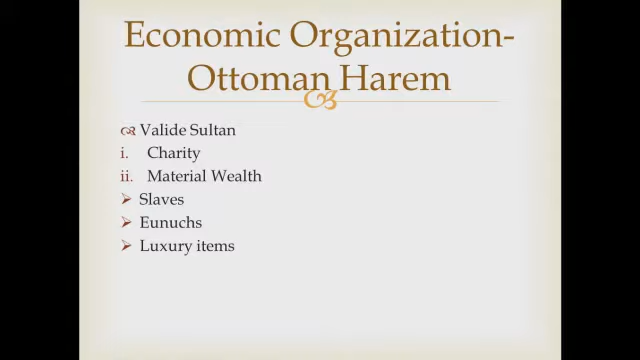 Economic Organization-
Ottoman Harem
Valide Sultan
i. Charity
ii. Material Wealth
Slaves
Eunuchs
Luxury items